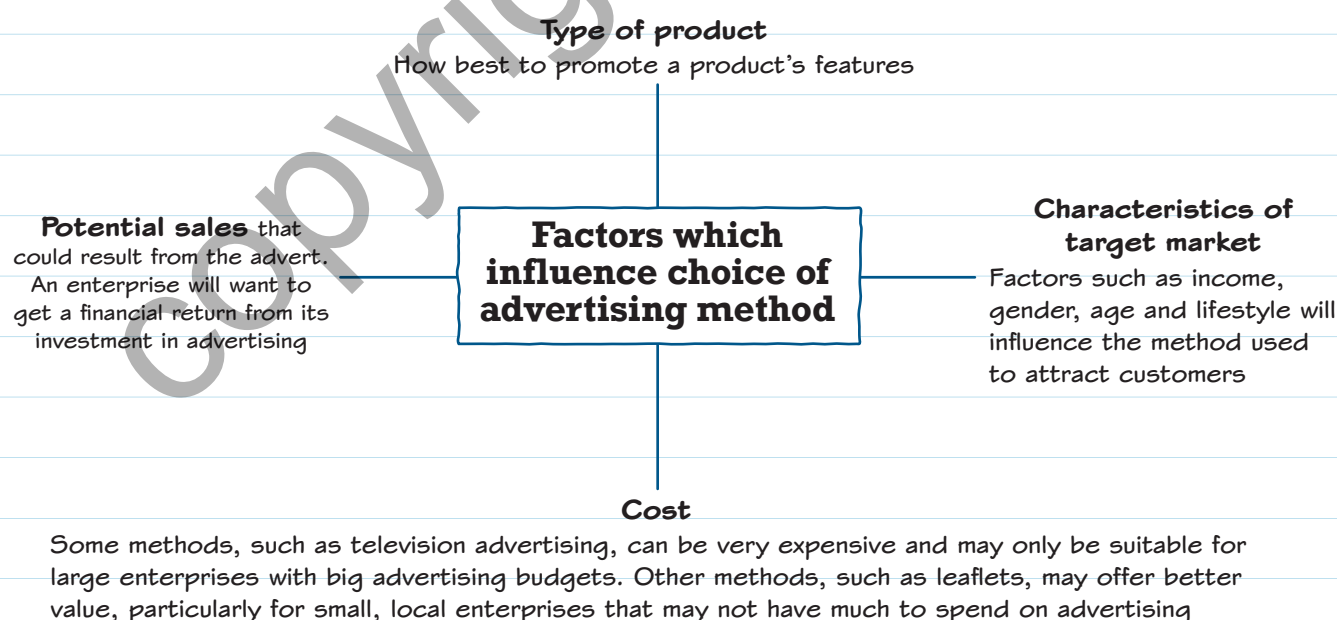 Type of product
How best to promote a product's features
Potential sales that
could result from the advert.
An enterprise will want to
get a financial return from its
investment in advertising
Factors which
influence choice of
advertising method
Characteristics of
target market
Factors such as income,
gender, age and lifestyle will
influence the method used
to attract customers
Cost
Some methods, such as television advertising, can be very expensive and may only be suitable for
large enterprises with big advertising budgets. Other methods, such as leaflets, may offer better
value, particularly for small, local enterprises that may not have much to spend on advertising
copyrig